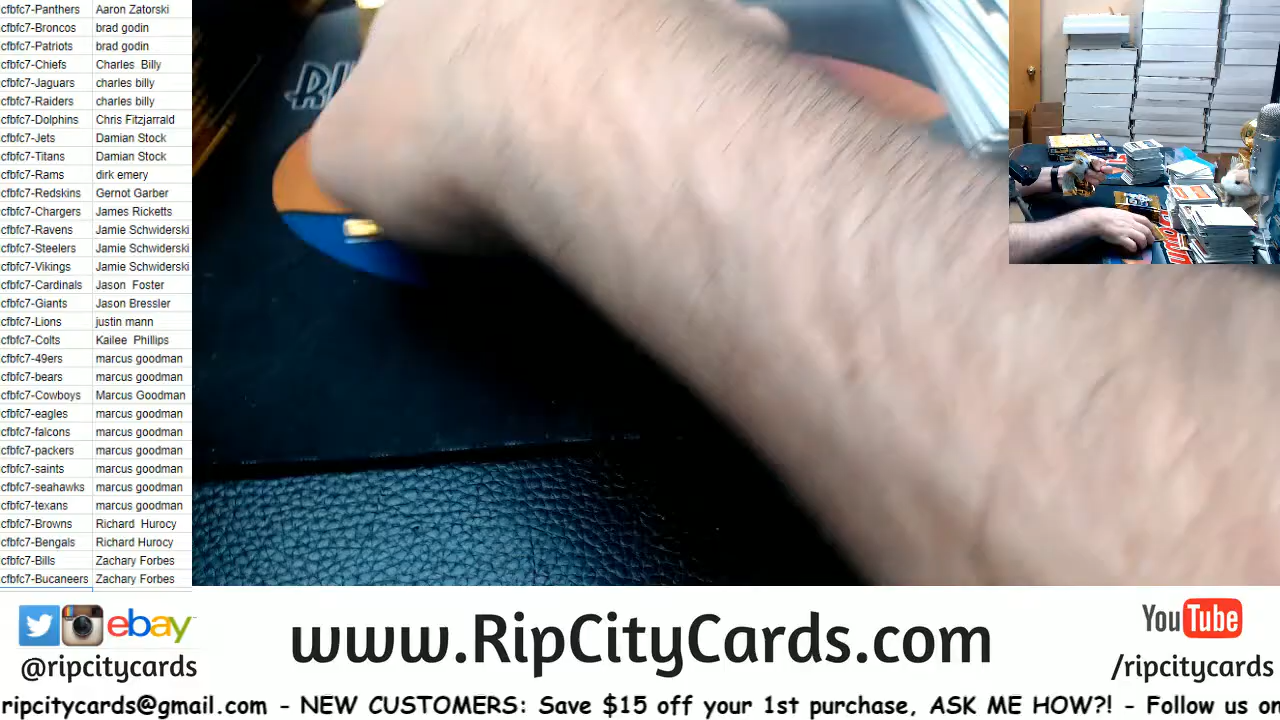 cfbfc7-Panthers Aaron Zatorski
cfbfc7-Broncos brad godin
cfbfc7-Patriots brad godin
cfbfc7-Chiefs Charles Billy
cfbfc7-Jaguars charles billy
cfbfc7-Raiders charles billy
cfbfc7-Dolphins Chris Fitzjarrald
cfbfc7-Jets Damian Stock
cfbfc7-Titans Damian Stock
cfbfc7-Rams dirk emery
cfbfc7-Redskins Gernot Garber
cfbfc7-Chargers James Ricketts
cfbfc7-Ravens Jamie Schwiderski
cfbfc7-Steelers Jamie Schwiderski
cfbfc7-Vikings Jamie Schwiderski
cfbfc7-Cardinals Jason Foster
cfbfc7-Giants Jason Bressler
cfbfc7-Lions justin mann
cfbfc7-Colts Kailee Phillips
cfbfc7-49ers marcus goodman
cfbfc7-bears marcus goodman
cfbfc7-Cowboys Marcus Goodman
cfbfc7-eagles marcus goodman
cfbfc7-falcons marcus goodman
cfbfc7-packers marcus goodman
cfbfc7-saints marcus goodman
cfbfc7-seahawks marcus goodman
cfbfc7-texans marcus goodman
cfbfc7-Browns Richard Hurocy
cfbfc7-Bengals Richard Hurocy
cfbfc7-Bills Zachary Forbes
cfbfc7-Bucaneers Zachary Forbes
ebay
@ripcitycards
www.RipCityCards.com
YouTube
/ripcitycards
ripcitycards@gmail.com - NEW CUSTOMERS: Save $15 off your 1st purchase, ASK ME HOW?! - Follow us on